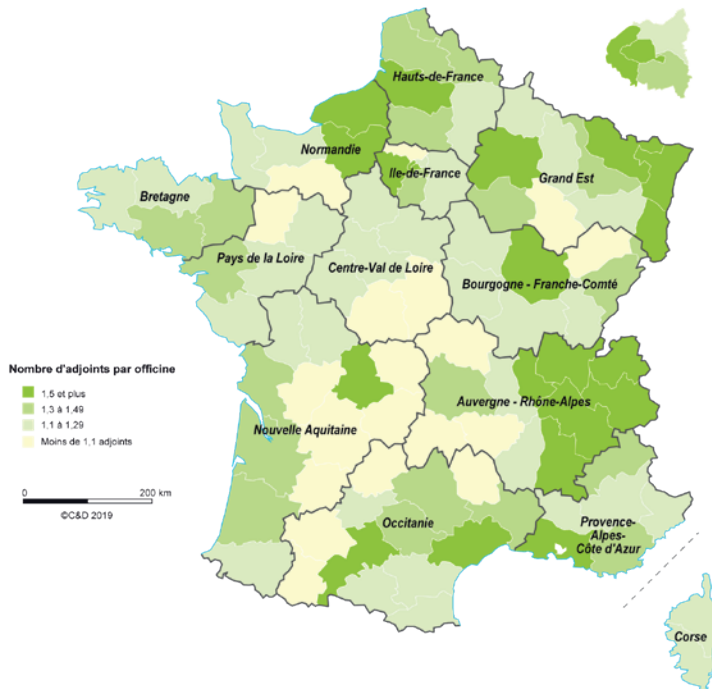 Hauts-de-France
Normandie
Ile-de-France
Grand Est
Bretagne
Pays de la Loire
Centre-Val de Loire
Bourgogne - Franche-Comté
Nombre d'adjoints par officine
1,5 et plus
1,3 à 1,49
1,1 à 1,29
Moins de 1,1 adjoints
Auvergne - Rhône-Alpes
Nouvelle Aquitaine
0 200 km
©C&D 2019
Occitanie
Provence-
Alpes-
Côte d'Azur
Corse